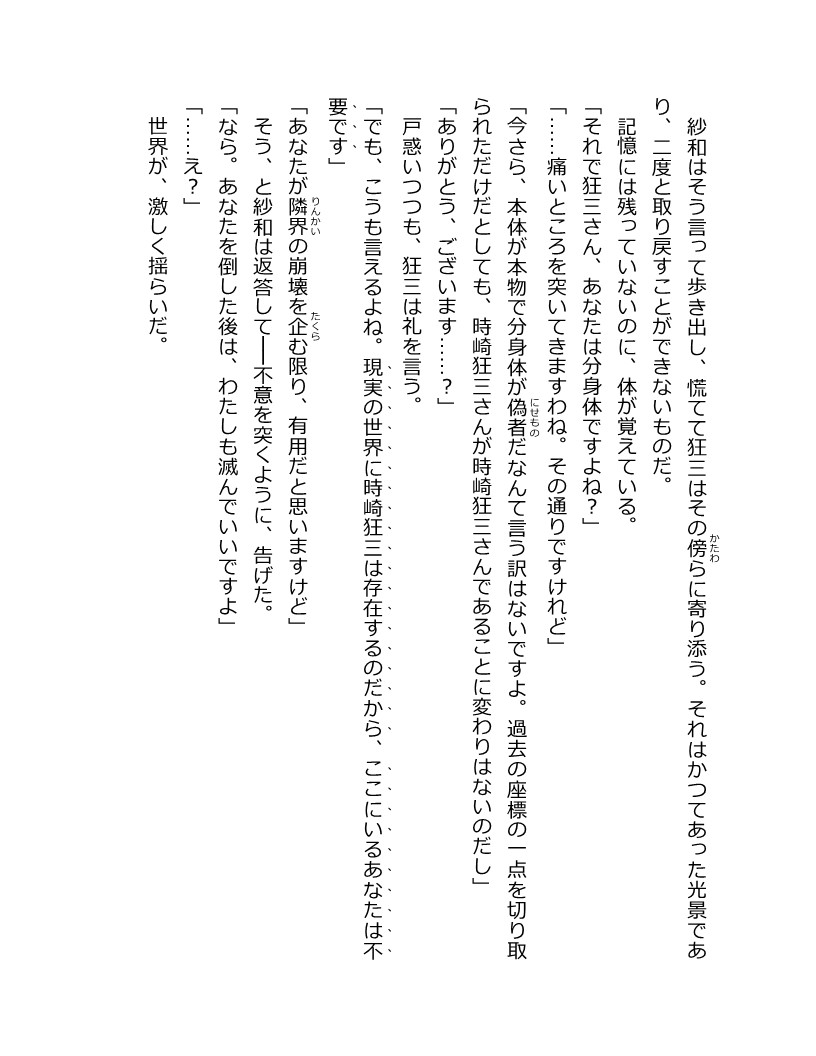 紗和はそう言って歩き出し、慌てて狂三はその傍らに寄り添う。それはかつてあった光景であ
り、二度と取り戻すことができないものだ。
　記憶には残っていないのに、体が覚えている。
「それで狂三さん、あなたは分身体ですよね？」
「……痛いところを突いてきますわね。その通りですけれど」
「今さら、本体が本物で分身体が偽者だなんて言う訳はないですよ。過去の座標の一点を切り取
られただけだとしても、時崎狂三さんが時崎狂三さんであることに変わりはないのだし」
「ありがとう、ございます……？」
　戸惑いつつも、狂三は礼を言う。
「でも、こうも言えるよね。現実の世界に時崎狂三は存在するのだから、ここにいるあなたは不
要です」
「あなたが隣界の崩壊を企む限り、有用だと思いますけど」
　そう、と紗和は返答して――不意を突くように、告げた。
「なら。あなたを倒した後は、わたしも滅んでいいですよ」
「……え？」
　世界が、激しく揺らいだ。